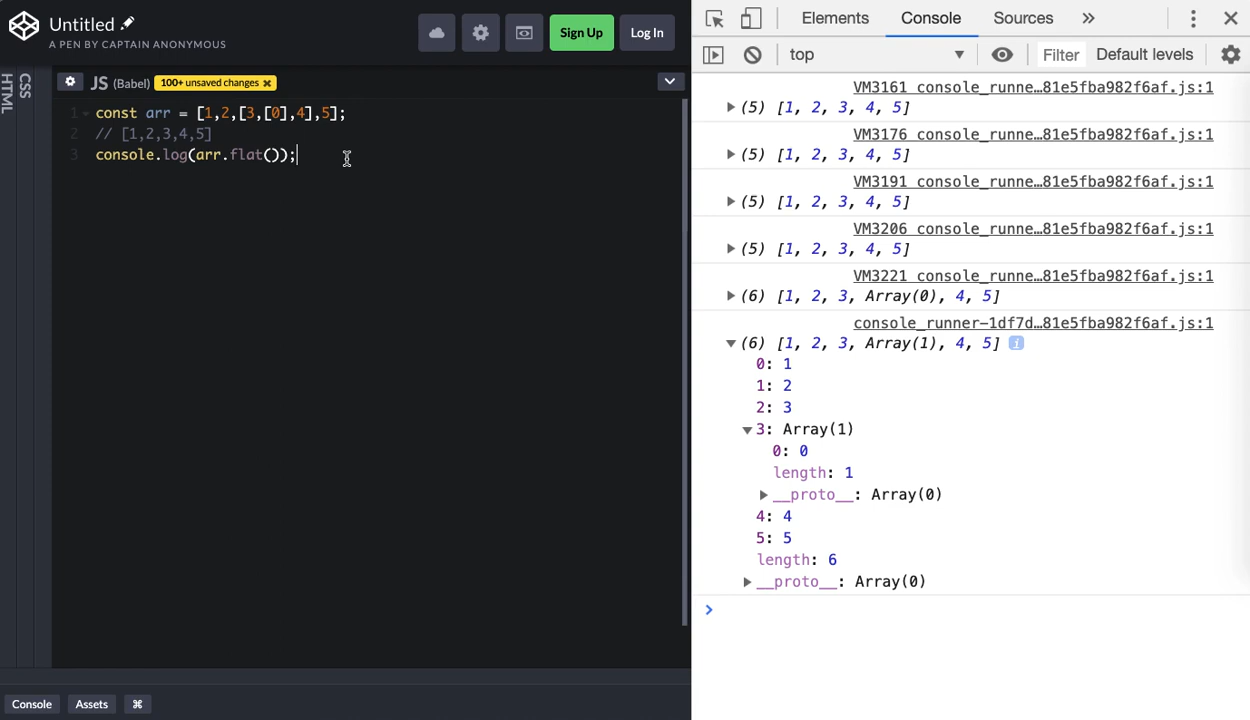 Untitled
A PEN BY CAPTAIN ANONYMOUS
Sign Up
Log In
HTML
CSS
JS (Babel) 100+ unsaved changes ×
1 const arr = [1,2,[3,[0],4],5];
2 // [1,2,3,4,5]
3 console.log(arr.flat());
Console Assets ⌘
Elements Console Sources »
top Filter Default levels
VM3161 console_runne…81e5fba982f6af.js:1
(5) [1, 2, 3, 4, 5]
VM3176 console_runne…81e5fba982f6af.js:1
(5) [1, 2, 3, 4, 5]
VM3191 console_runne…81e5fba982f6af.js:1
(5) [1, 2, 3, 4, 5]
VM3206 console_runne…81e5fba982f6af.js:1
(5) [1, 2, 3, 4, 5]
VM3221 console_runne…81e5fba982f6af.js:1
(6) [1, 2, 3, Array(0), 4, 5]
console_runner-1df7d…81e5fba982f6af.js:1
(6) [1, 2, 3, Array(1), 4, 5] i
0: 1
1: 2
2: 3
3: Array(1)
0: 0
length: 1
__proto__: Array(0)
4: 4
5: 5
length: 6
__proto__: Array(0)